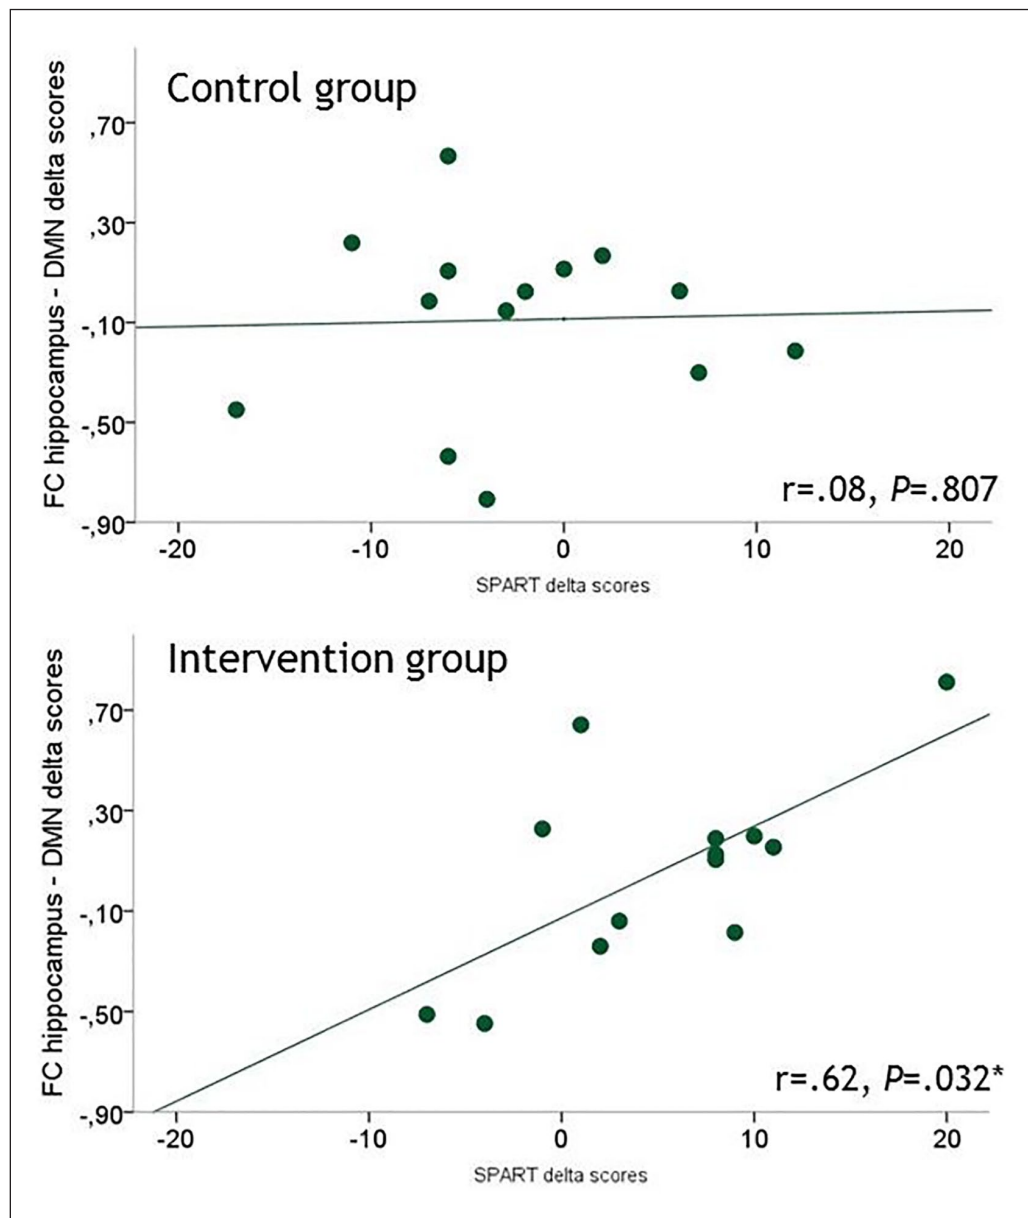 Control group
FC hippocampus - DMN delta scores
,70
,30
-,10
-,50
-,90
r=.08, P=.807
-20 -10 0 10 20
SPART delta scores
Intervention group
FC hippocampus - DMN delta scores
,70
,30
-,10
-,50
-,90
r=.62, P=.032*
-20 -10 0 10 20
SPART delta scores